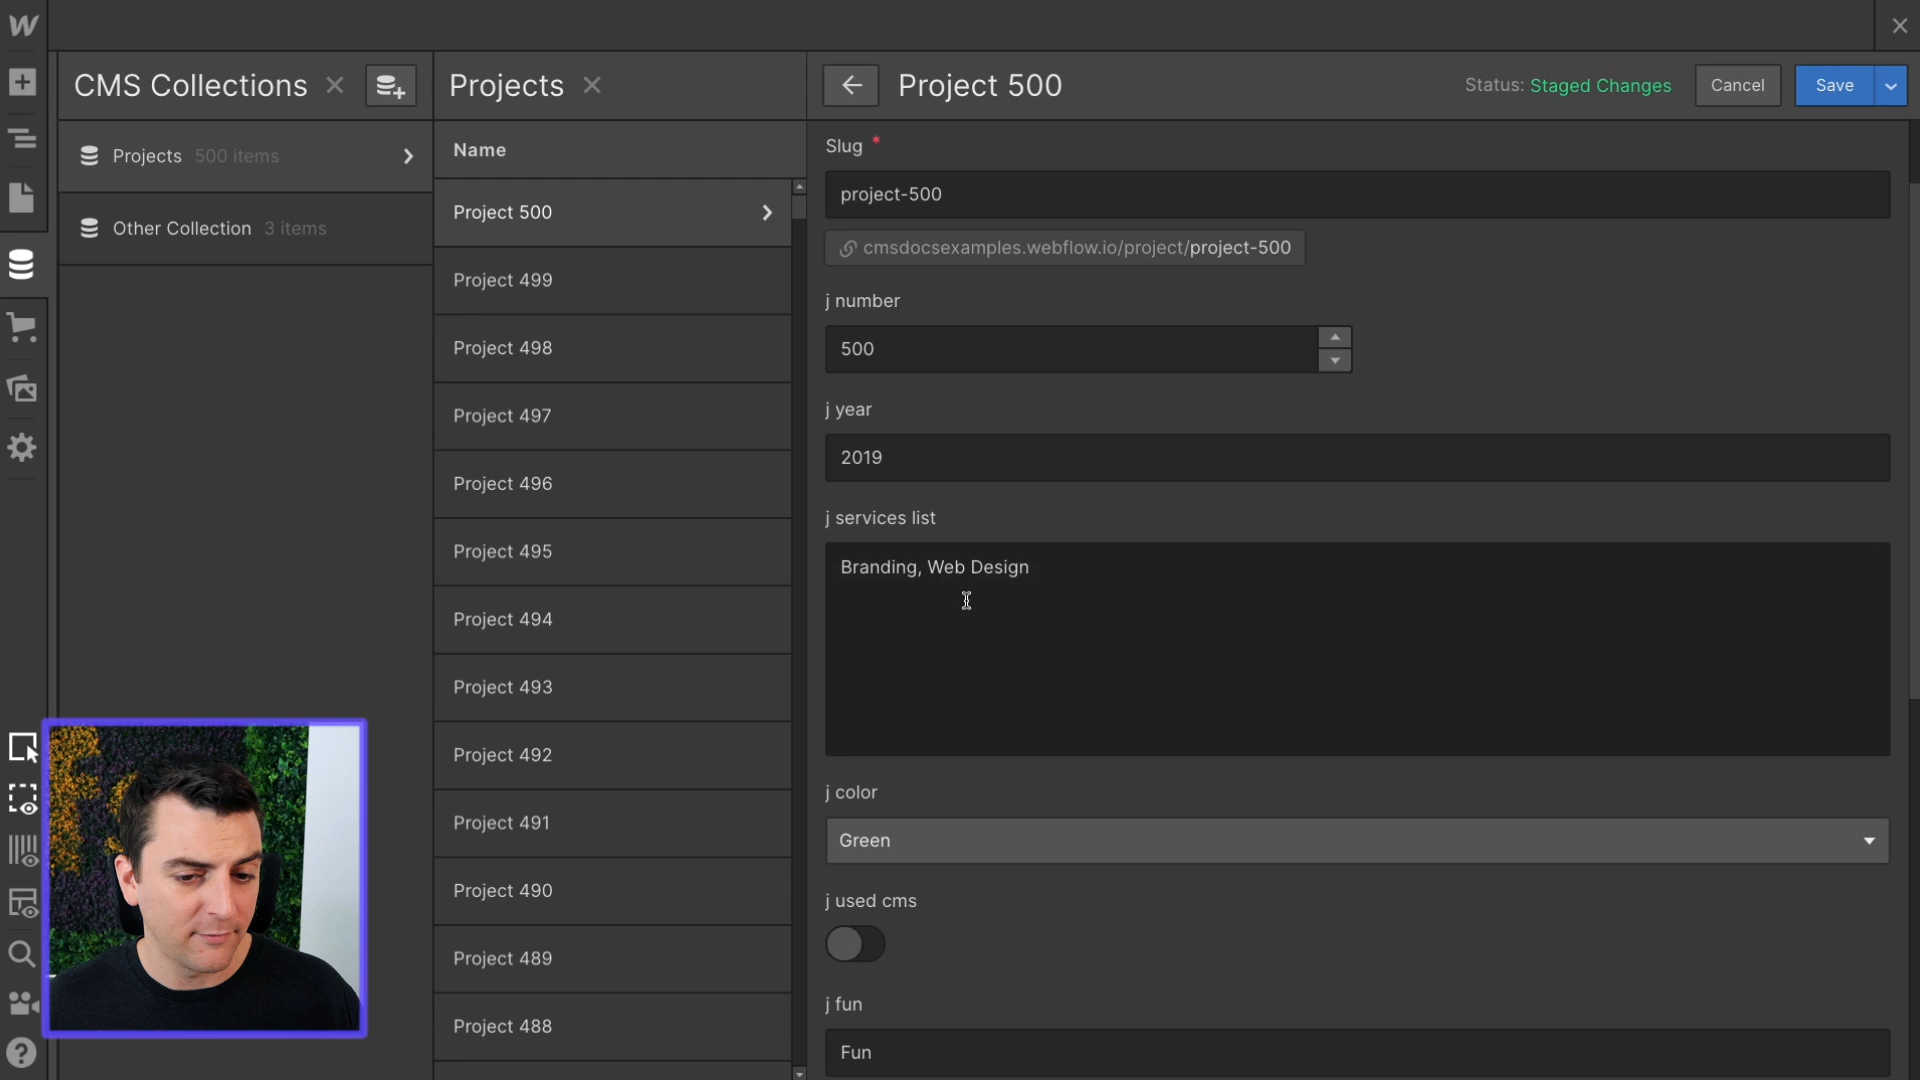 CMS Collections
Projects 500 items
Other Collection 3 items
Projects
Name
Project 500
Project 499
Project 498
Project 497
Project 496
Project 495
Project 494
Project 493
Project 492
Project 491
Project 490
Project 489
Project 488
Project 500
Status: Staged Changes
Cancel
Save
Slug *
project-500
cmsdocsexamples.webflow.io/project/project-500
j number
500
j year
2019
j services list
Branding, Web Design
j color
Green
j used cms
j fun
Fun